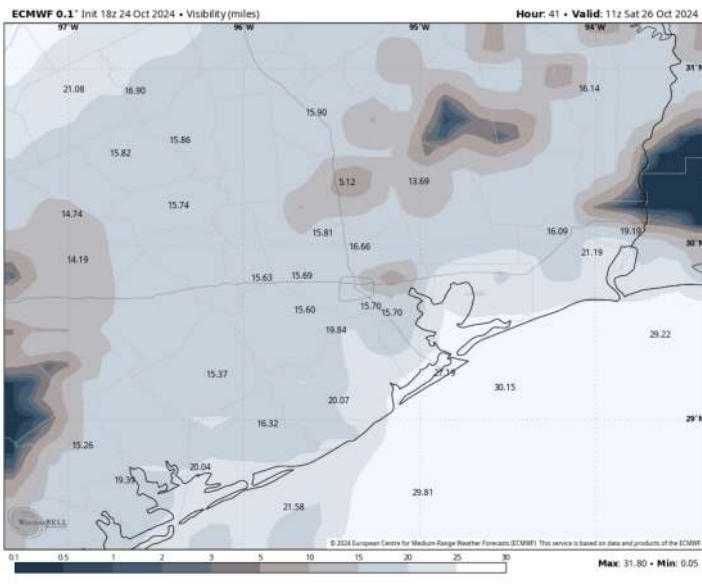 ECMWF 0.1° Init 18z 24 Oct 2024 • Visibility (miles)
Hour: 41 • Valid: 11z Sat 26 Oct 2024
97°W 96°W 95°W 94°W
31°N
21.08 16.90 16.14
15.90
15.86
15.82
5.12 13.69
15.74
14.74
15.81 16.09 19.19
16.66 30°N
21.19
14.19
15.63 15.69
15.60 15.70 15.70
19.84 29.22
15.37 27.19
30.15
20.07
16.32 29°N
15.26
20.04
19.39
29.81
21.58
WeatherBELL
© 2024 European Centre for Medium-Range Weather Forecasts (ECMWF). This service is based on data and products of the ECMWF.
0.1 0.5 1 2 3 5 10 15 20 25 30
Max: 31.80 • Min: 0.05